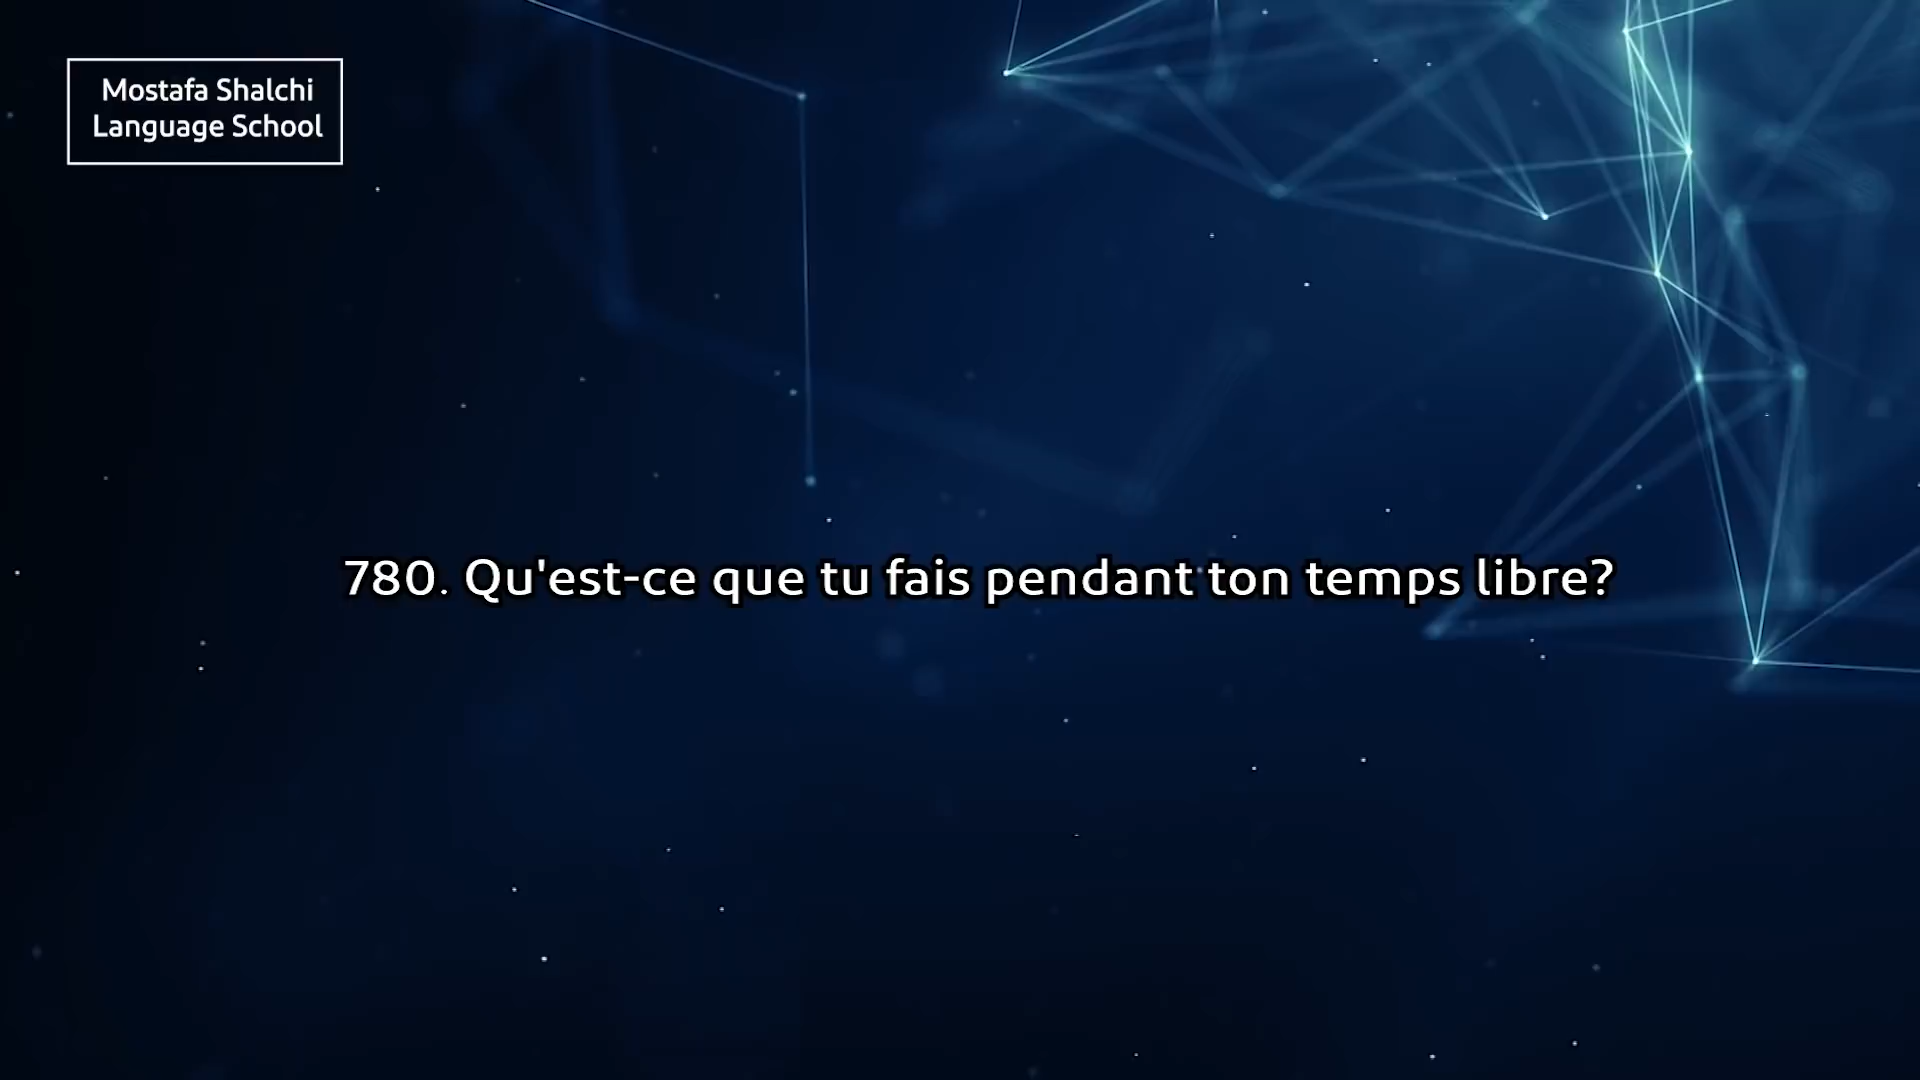 Mostafa Shalchi
Language School
780. Qu'est-ce que tu fais pendant ton temps libre?